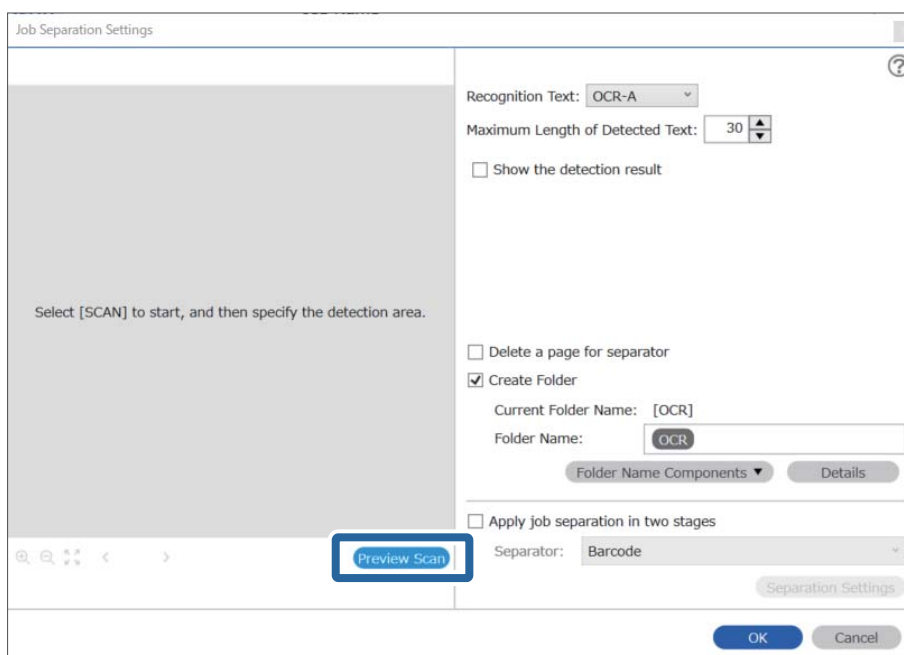 Job Separation Settings
Recognition Text: OCR-A
Maximum Length of Detected Text: 30
Show the detection result
Select [SCAN] to start, and then specify the detection area.
Delete a page for separator
Create Folder
Current Folder Name: [OCR]
Folder Name: OCR
Folder Name Components ▼ Details
Apply job separation in two stages
Preview Scan
Separator: Barcode
Separation Settings
OK Cancel